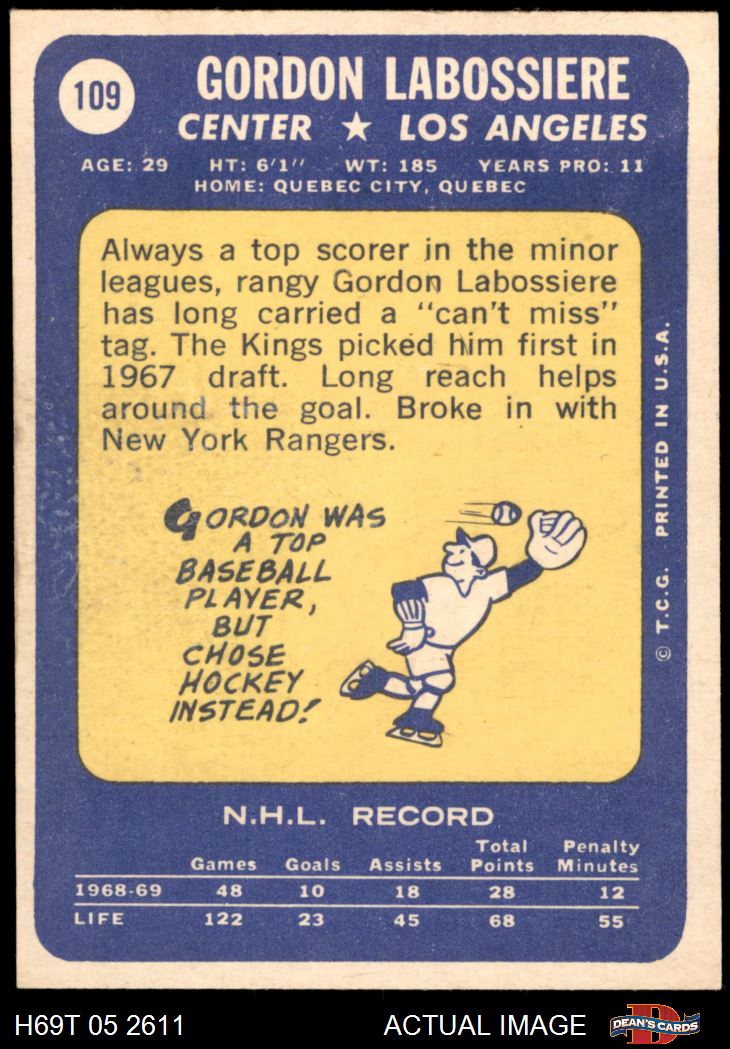 109
GORDON LABOSSIERE
CENTER ★ LOS ANGELES
AGE: 29 HT: 6'1" WT: 185 YEARS PRO: 11
HOME: QUEBEC CITY, QUEBEC
Always a top scorer in the minor
leagues, rangy Gordon Labossiere
has long carried a "can't miss"
tag. The Kings picked him first in
1967 draft. Long reach helps
around the goal. Broke in with
New York Rangers.
GORDON WAS
A TOP
BASEBALL
PLAYER,
BUT
CHOSE
HOCKEY
INSTEAD!
© T.C.G. PRINTED IN U.S.A.
N.H.L. RECORD
Games Goals Assists Total Points Penalty Minutes
1968-69 48 10 18 28 12
LIFE 122 23 45 68 55
H69T 05 2611 ACTUAL IMAGE DEAN'S CARDS